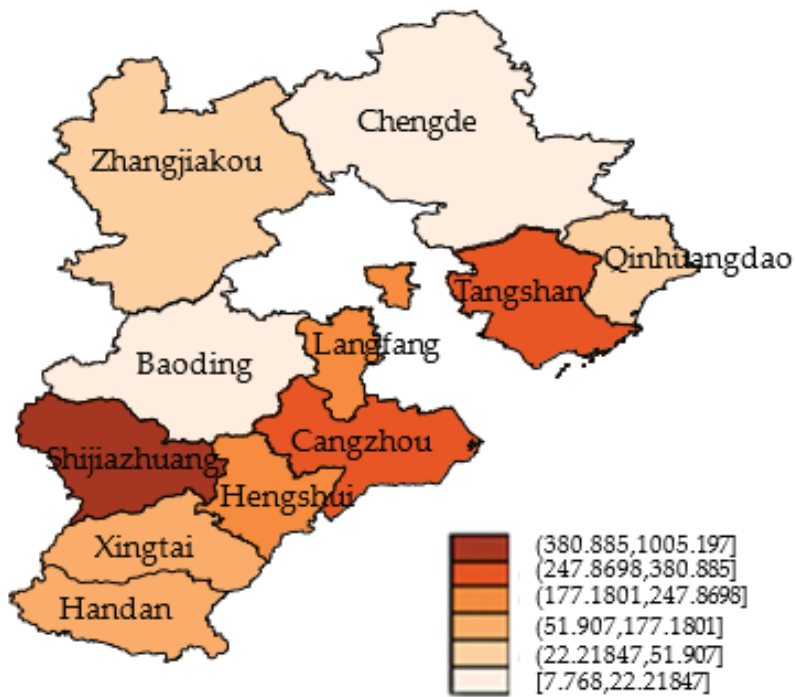 Chengde
Zhangjiakou
Qinhuangdao
Tangshan
Langfang
Baoding
Cangzhou
Shijiazhuang
Hengshui
Xingtai
Handan
(380.885,1005.197]
(247.8698,380.885]
(177.1801,247.8698]
(51.907,177.1801]
(22.21847,51.907]
[7.768,22.21847]